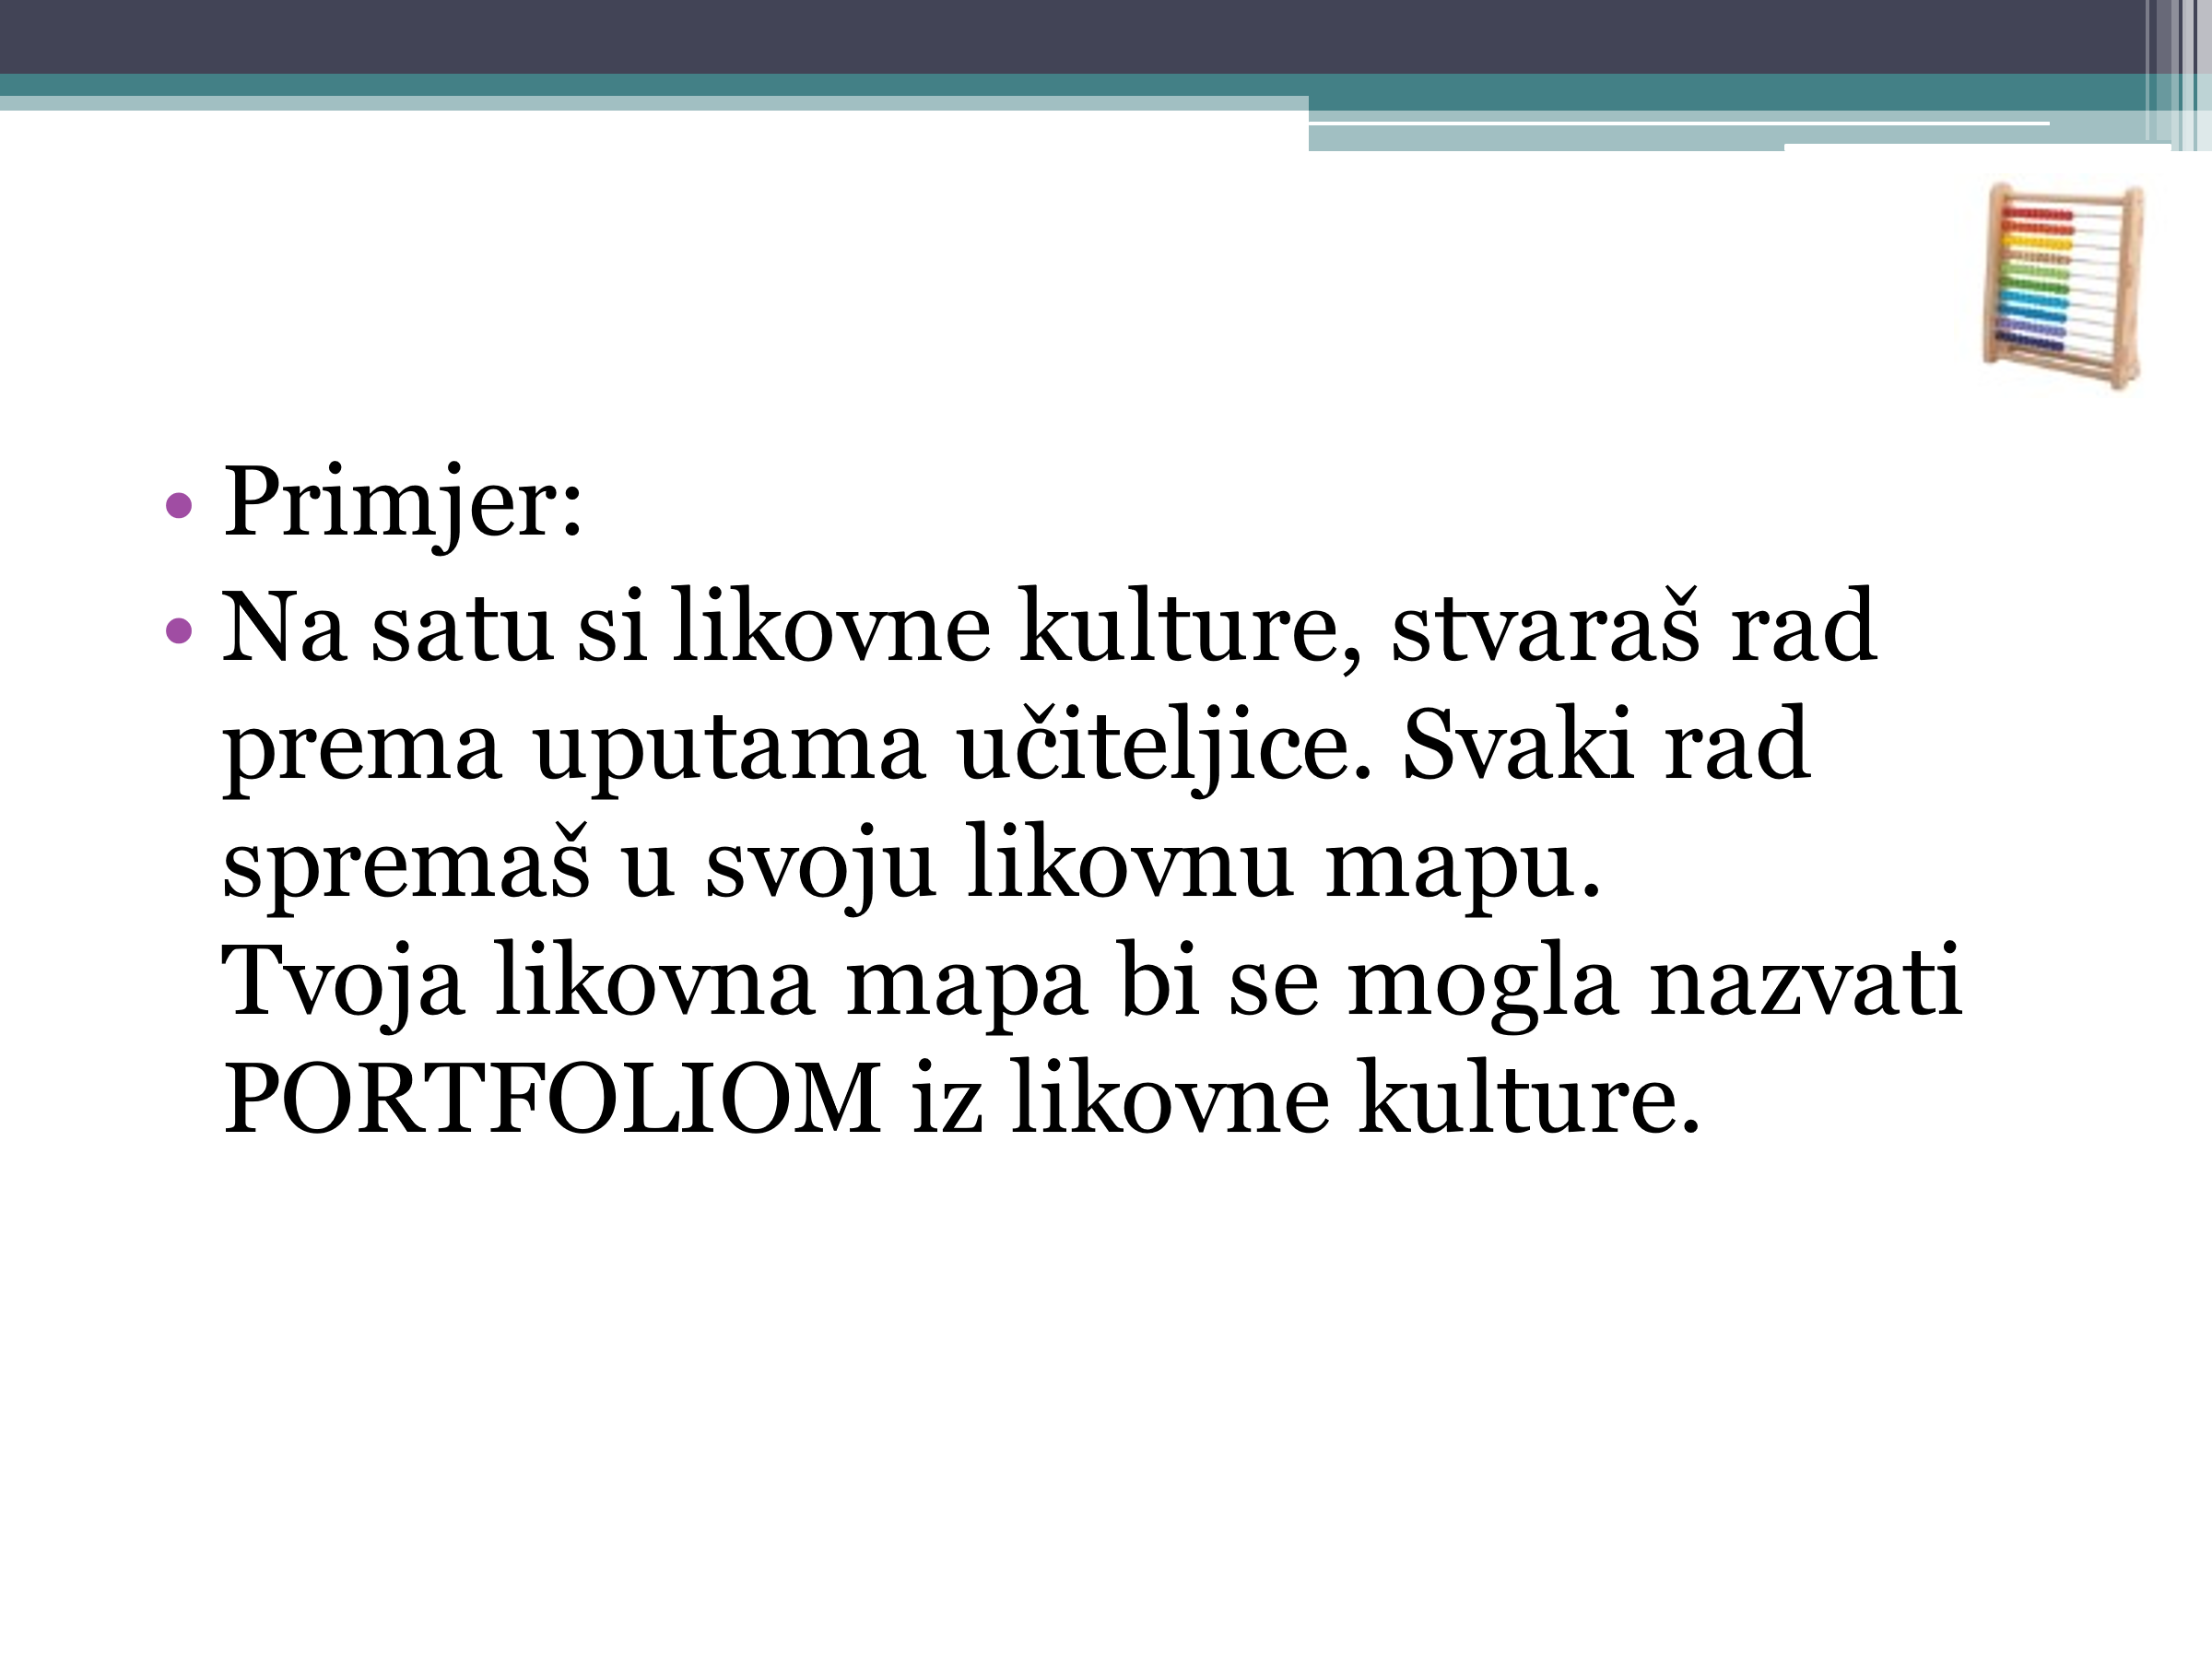 • Primjer:
• Na satu si likovne kulture, stvaraš rad
prema uputama učiteljice. Svaki rad
spremaš u svoju likovnu mapu.
Tvoja likovna mapa bi se mogla nazvati
PORTFOLIOM iz likovne kulture.